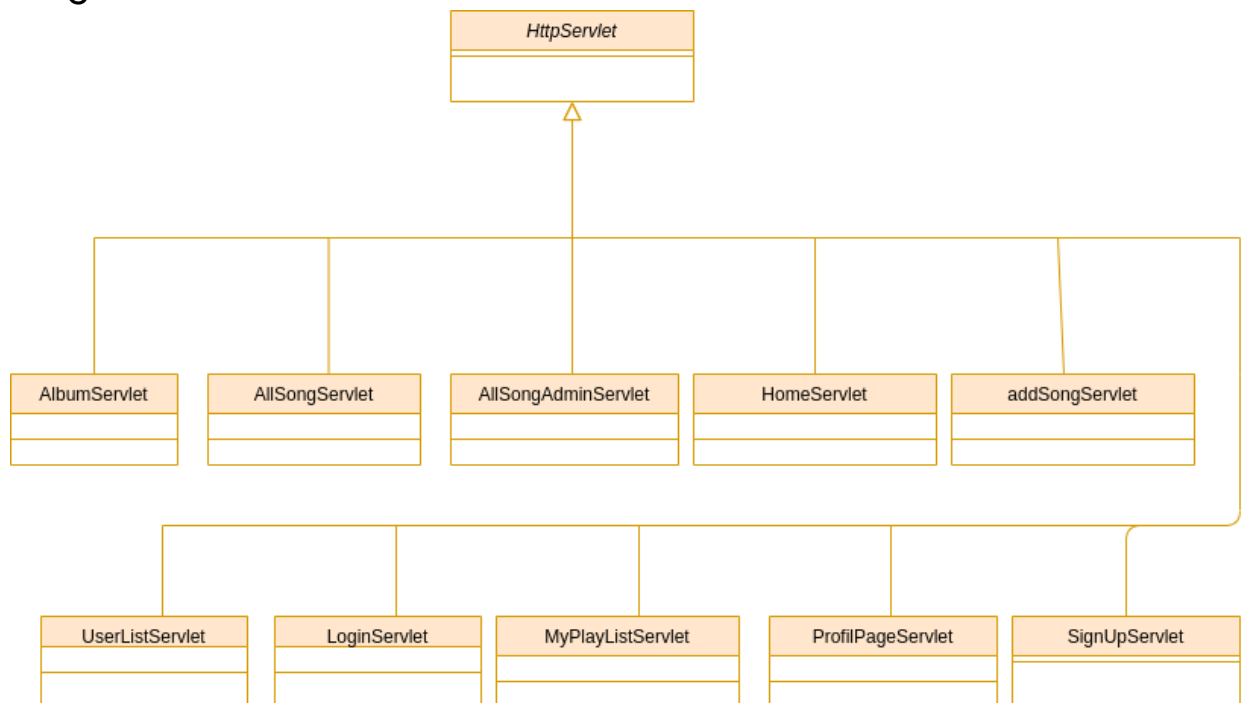 HttpServlet
AlbumServlet
AllSongServlet
AllSongAdminServlet
HomeServlet
addSongServlet
UserListServlet
LoginServlet
MyPlayListServlet
ProfilPageServlet
SignUpServlet